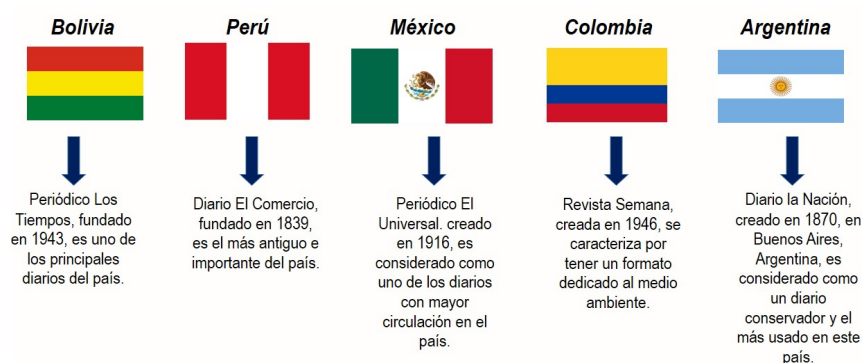 Bolivia
Perú
México
Colombia
Argentina
Periódico Los
Tiempos, fundado
en 1943, es uno de
los principales
diarios del país.
Diario El Comercio,
fundado en 1839,
es el más antiguo e
importante del país.
Periódico El
Universal. creado
en 1916, es
considerado como
uno de los diarios
con mayor
circulación en el
país.
Revista Semana,
creada en 1946, se
caracteriza por
tener un formato
dedicado al medio
ambiente.
Diario la Nación,
creado en 1870, en
Buenos Aires,
Argentina, es
considerado como
un diario
conservador y el
más usado en este
país.